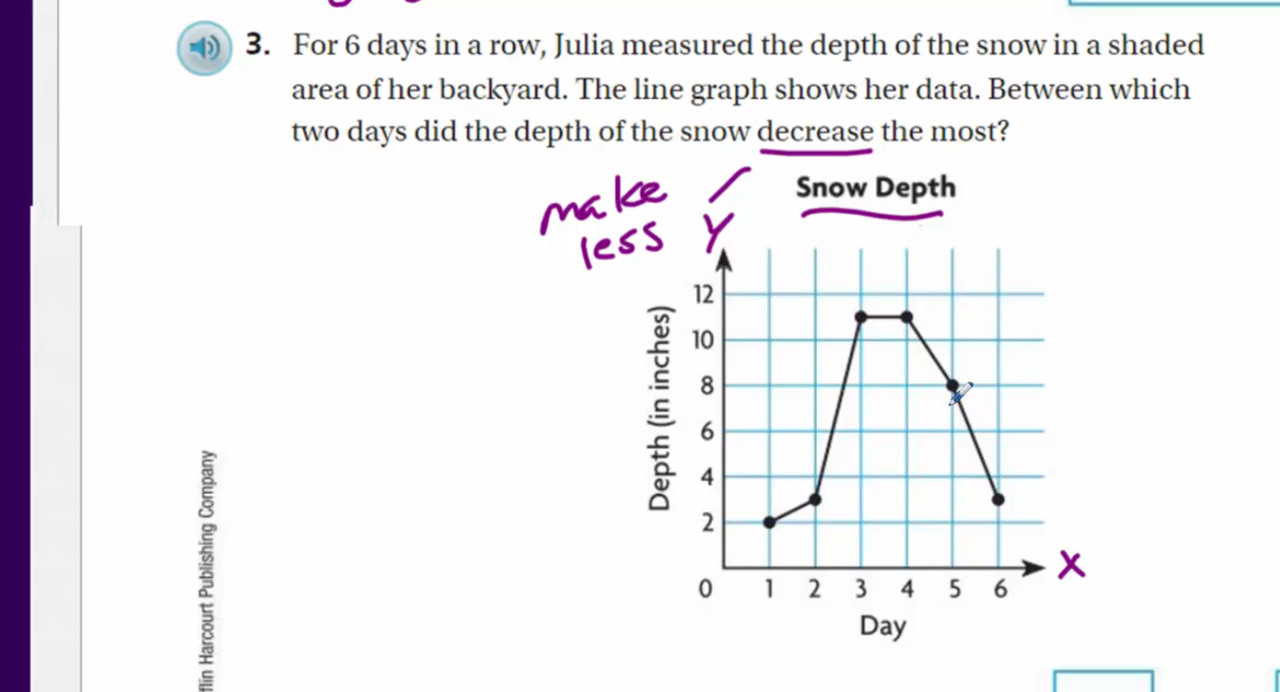 3. For 6 days in a row, Julia measured the depth of the snow in a shaded
area of her backyard. The line graph shows her data. Between which
two days did the depth of the snow decrease the most?
make
less
Snow Depth
Y
12
10
8
6
4
2
0
Depth (in inches)
1 2 3 4 5 6
X
Day
Harcourt Publishing Company